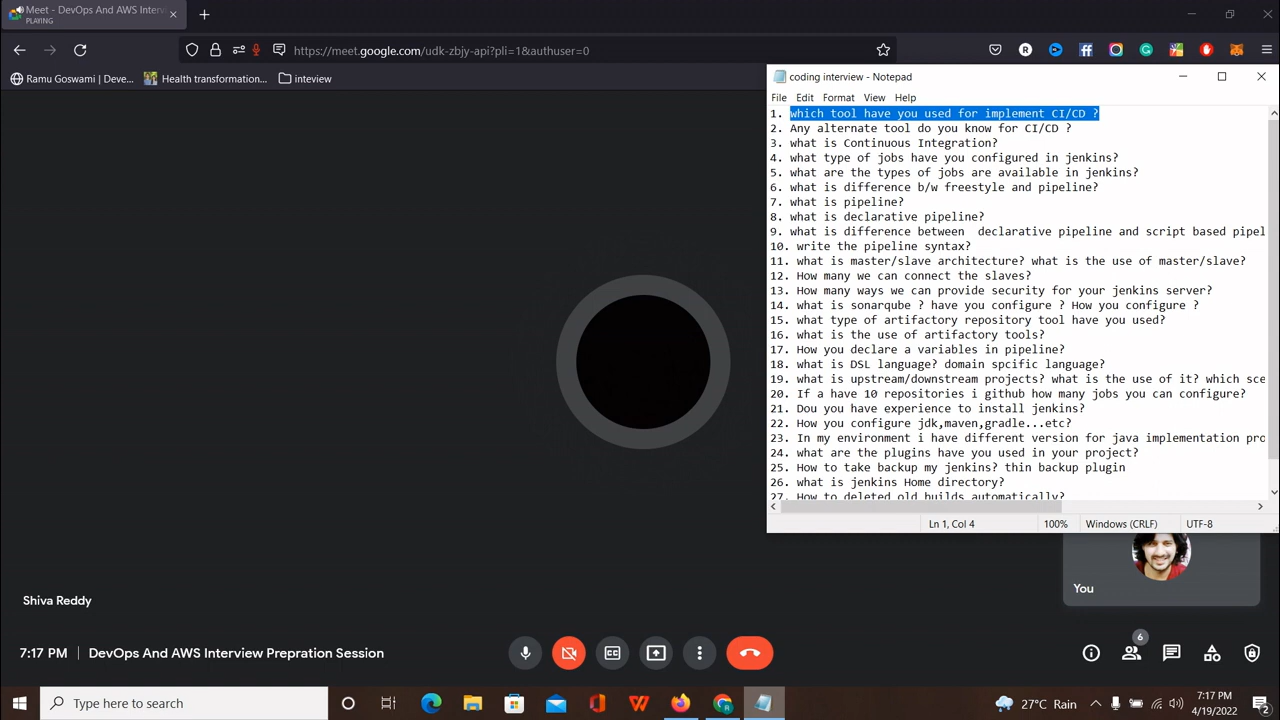 Meet - DevOps And AWS Interv
PLAYING
https://meet.google.com/udk-zbjy-api?pli=1&authuser=0
Ramu Goswami | Deve...
Health transformation...
inteview
coding interview - Notepad
File Edit Format View Help
1. which tool have you used for implement CI/CD ?
2. Any alternate tool do you know for CI/CD ?
3. what is Continuous Integration?
4. what type of jobs have you configured in jenkins?
5. what are the types of jobs are available in jenkins?
6. what is difference b/w freestyle and pipeline?
7. what is pipeline?
8. what is declarative pipeline?
9. what is difference between  declarative pipeline and script based pipel
10. write the pipeline syntax?
11. what is master/slave architecture? what is the use of master/slave?
12. How many we can connect the slaves?
13. How many ways we can provide security for your jenkins server?
14. what is sonarqube ? have you configure ? How you configure ?
15. what type of artifactory repository tool have you used?
16. what is the use of artifactory tools?
17. How you declare a variables in pipeline?
18. what is DSL language? domain spcific language?
19. what is upstream/downstream projects? what is the use of it? which sce
20. If a have 10 repositories i github how many jobs you can configure?
21. Dou you have experience to install jenkins?
22. How you configure jdk,maven,gradle...etc?
23. In my environment i have different version for java implementation pro
24. what are the plugins have you used in your project?
25. How to take backup my jenkins? thin backup plugin
26. what is jenkins Home directory?
27. How to deleted old builds automatically?
Ln 1, Col 4
100%
Windows (CRLF)
UTF-8
You
Shiva Reddy
7:17 PM | DevOps And AWS Interview Prepration Session
6
Type here to search
27°C Rain
7:17 PM
4/19/2022
2